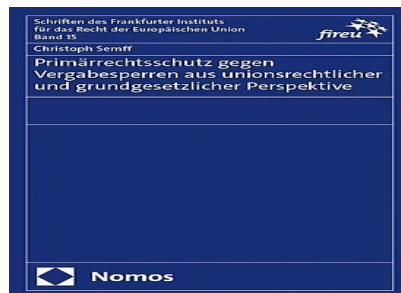 Schriften des Frankfurter Instituts
für das Recht der Europäischen Union
Band 15
fireu
Christoph Semff
Primärrechtsschutz gegen
Vergabesperren aus unionsrechtlicher
und grundgesetzlicher Perspektive
Nomos